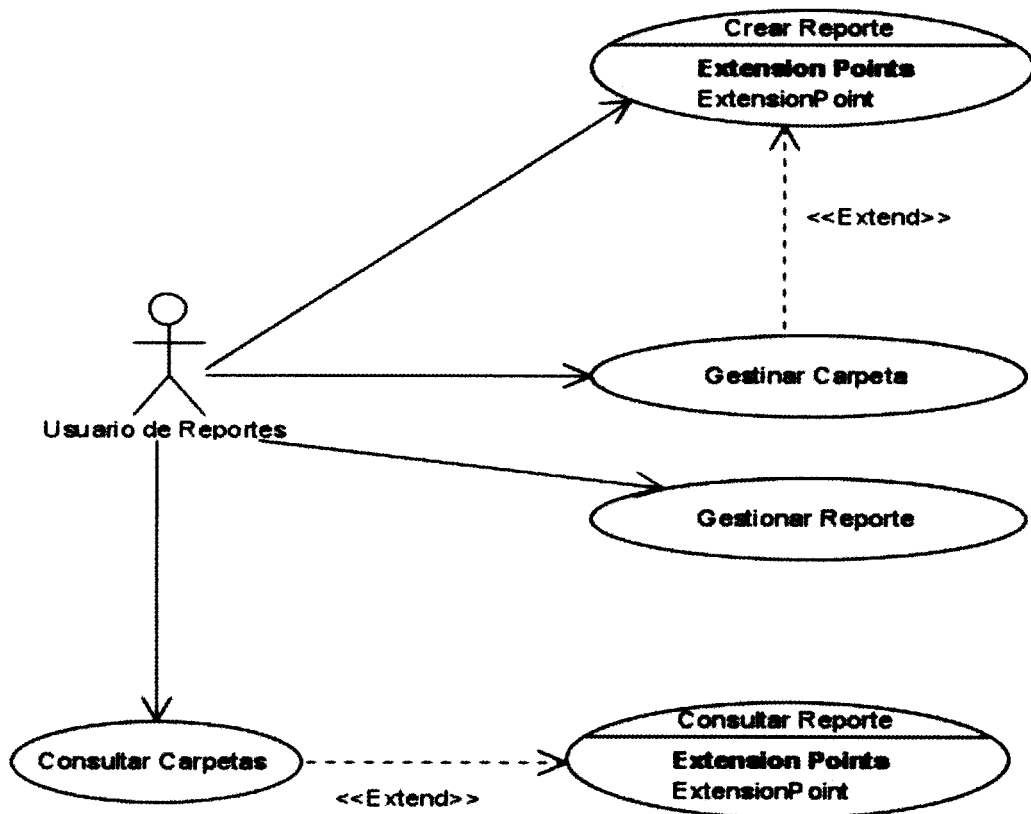 Crear Reporte
Extension Points
ExtensionPoint
<<Extend>>
Gestinar Carpeta
Usuario de Reportes
Gestionar Reporte
Consultar Carpetas
<<Extend>>
Consultar Reporte
Extension Points
ExtensionPoint